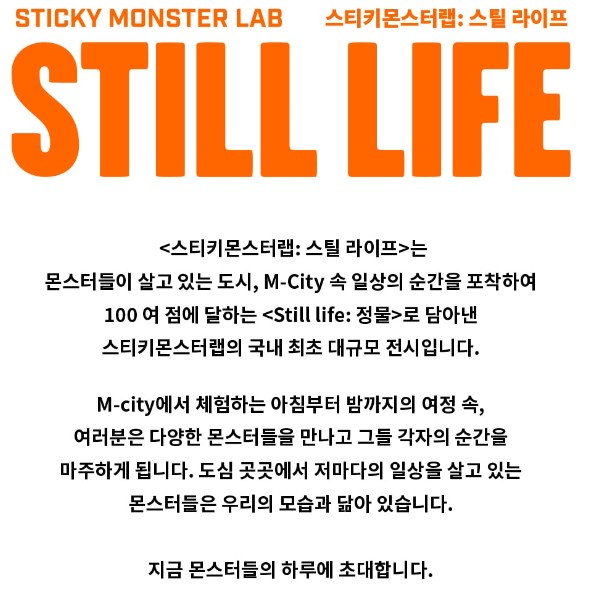 STICKY MONSTER LAB 스티키몬스터랩: 스틸 라이프
STILL LIFE
<스티키몬스터랩: 스틸 라이프>는
몬스터들이 살고 있는 도시, M-City 속 일상의 순간을 포착하여
100 여 점에 달하는 <Still life: 정물>로 담아낸
스티키몬스터랩의 국내 최초 대규모 전시입니다.
M-city에서 체험하는 아침부터 밤까지의 여정 속,
여러분은 다양한 몬스터들을 만나고 그들 각자의 순간을
마주하게 됩니다. 도심 곳곳에서 저마다의 일상을 살고 있는
몬스터들은 우리의 모습과 닮아 있습니다.
지금 몬스터들의 하루에 초대합니다.